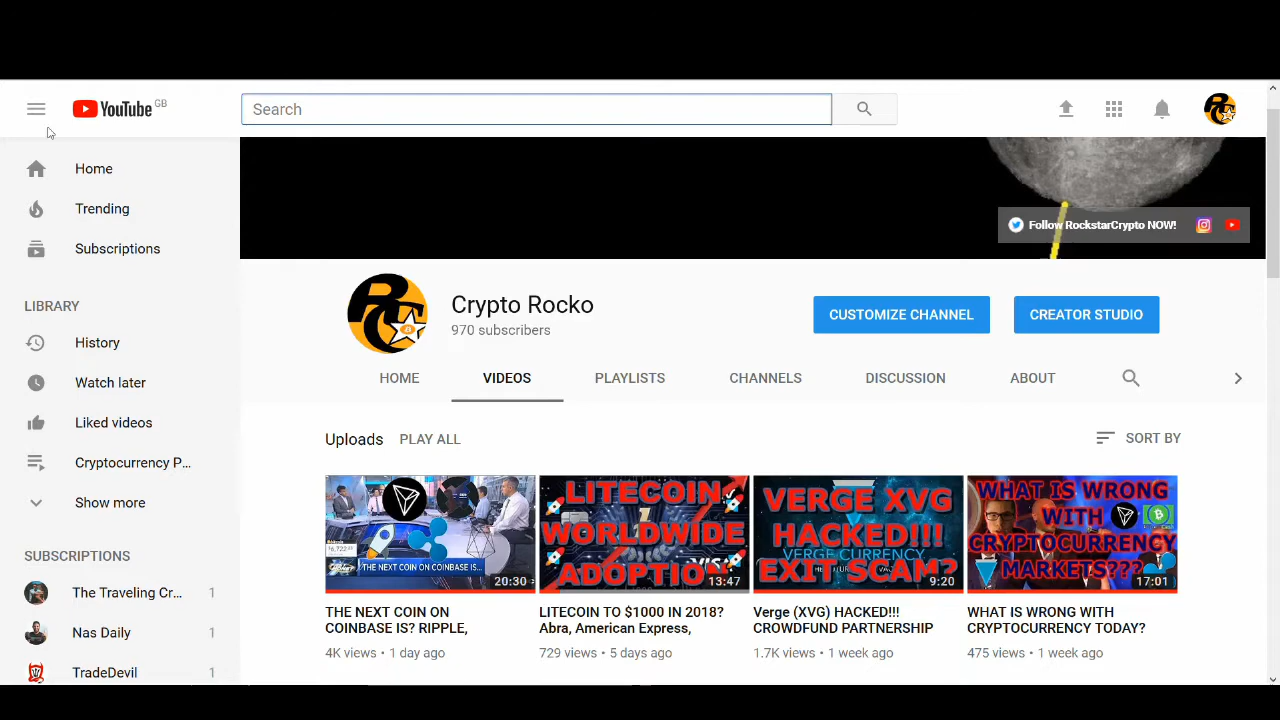 YouTube GB
Search
Home
Trending
Subscriptions
LIBRARY
History
Watch later
Liked videos
Cryptocurrency P...
Show more
SUBSCRIPTIONS
The Traveling Cr... 1
Nas Daily 1
TradeDevil 1
Follow RockstarCrypto NOW!
Crypto Rocko
970 subscribers
CUSTOMIZE CHANNEL
CREATOR STUDIO
HOME VIDEOS PLAYLISTS CHANNELS DISCUSSION ABOUT
Uploads PLAY ALL
SORT BY
16,722
THE NEXT COIN ON COINBASE IS...
20:30
THE NEXT COIN ON
COINBASE IS? RIPPLE,
4K views • 1 day ago
LITECOIN
WORLDWIDE
ADOPTION
13:47
LITECOIN TO $1000 IN 2018?
Abra, American Express,
729 views • 5 days ago
VERGE XVG
HACKED!!!
VERGE CURRENCY
EXIT SCAM?
9:20
Verge (XVG) HACKED!!!
CROWDFUND PARTNERSHIP
1.7K views • 1 week ago
WHAT IS WRONG
WITH
CRYPTOCURRENCY
MARKETS???
17:01
WHAT IS WRONG WITH
CRYPTOCURRENCY TODAY?
475 views • 1 week ago